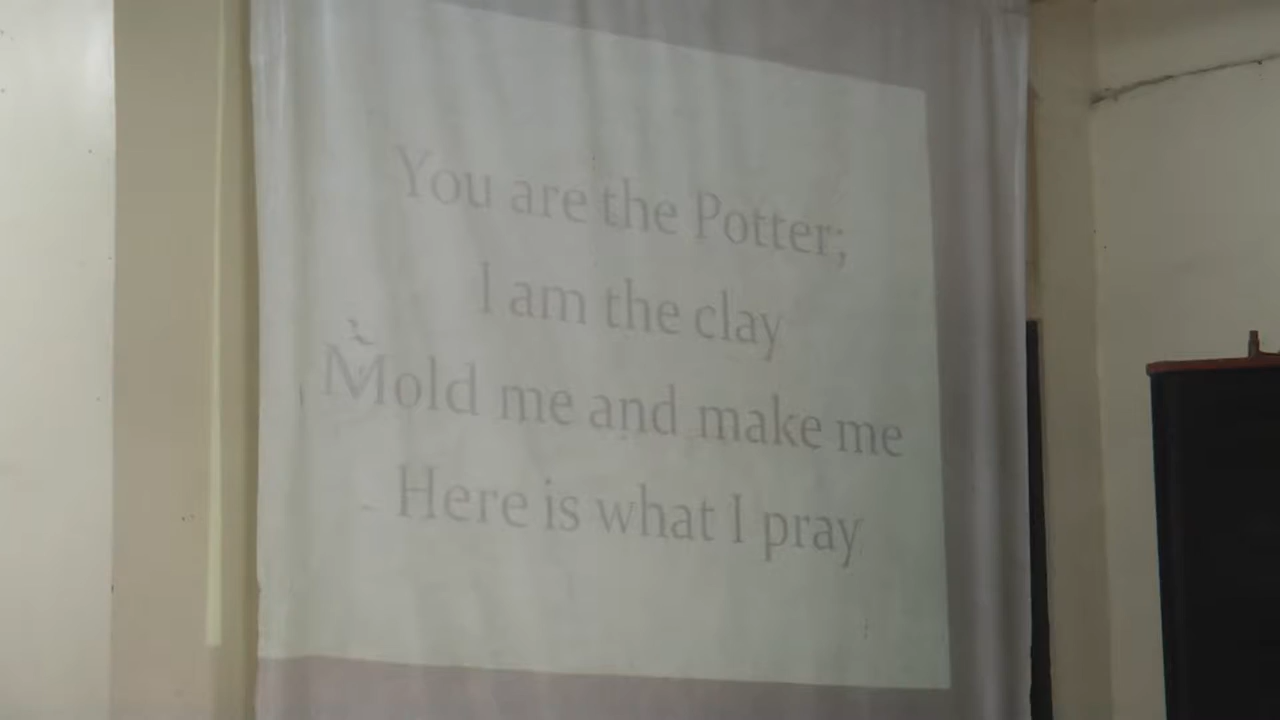 You are the Potter;
I am the clay
Mold me and make me
Here is what I pray